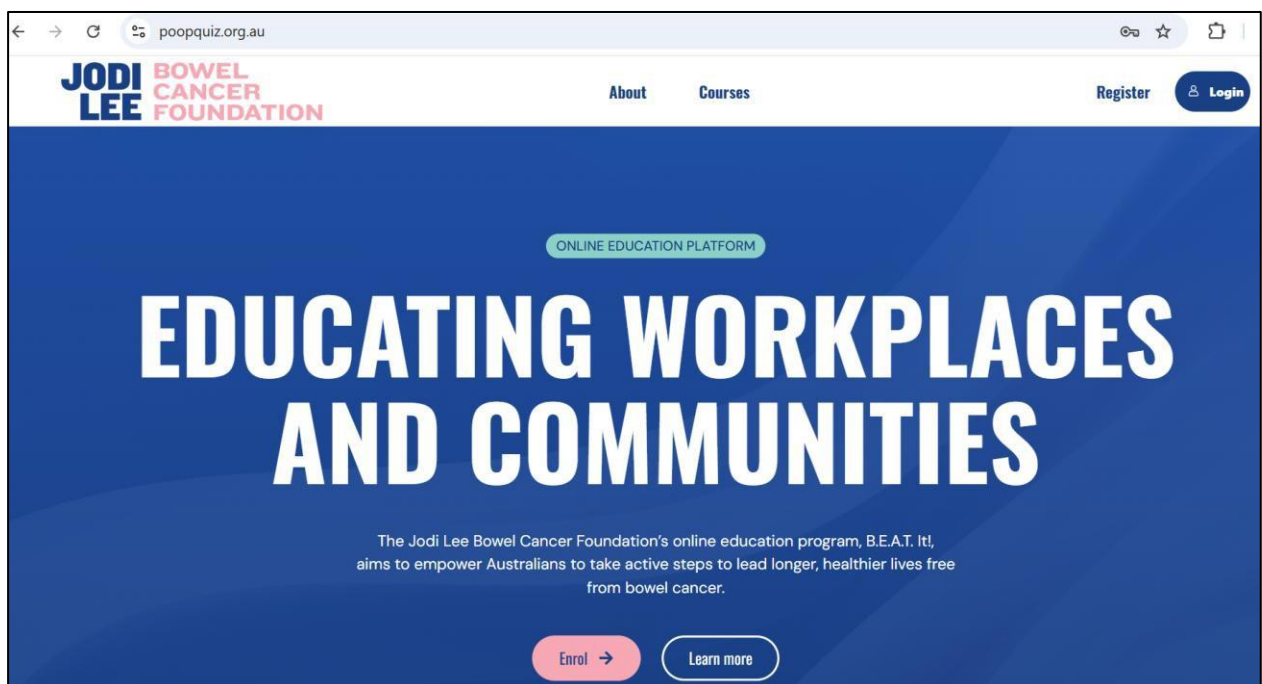 poopquiz.org.au
JODI LEE
BOWEL
CANCER
FOUNDATION
About
Courses
Register
Login
ONLINE EDUCATION PLATFORM
EDUCATING WORKPLACES
AND COMMUNITIES
The Jodi Lee Bowel Cancer Foundation's online education program, B.E.A.T. It!,
aims to empower Australians to take active steps to lead longer, healthier lives free
from bowel cancer.
Enrol →
Learn more